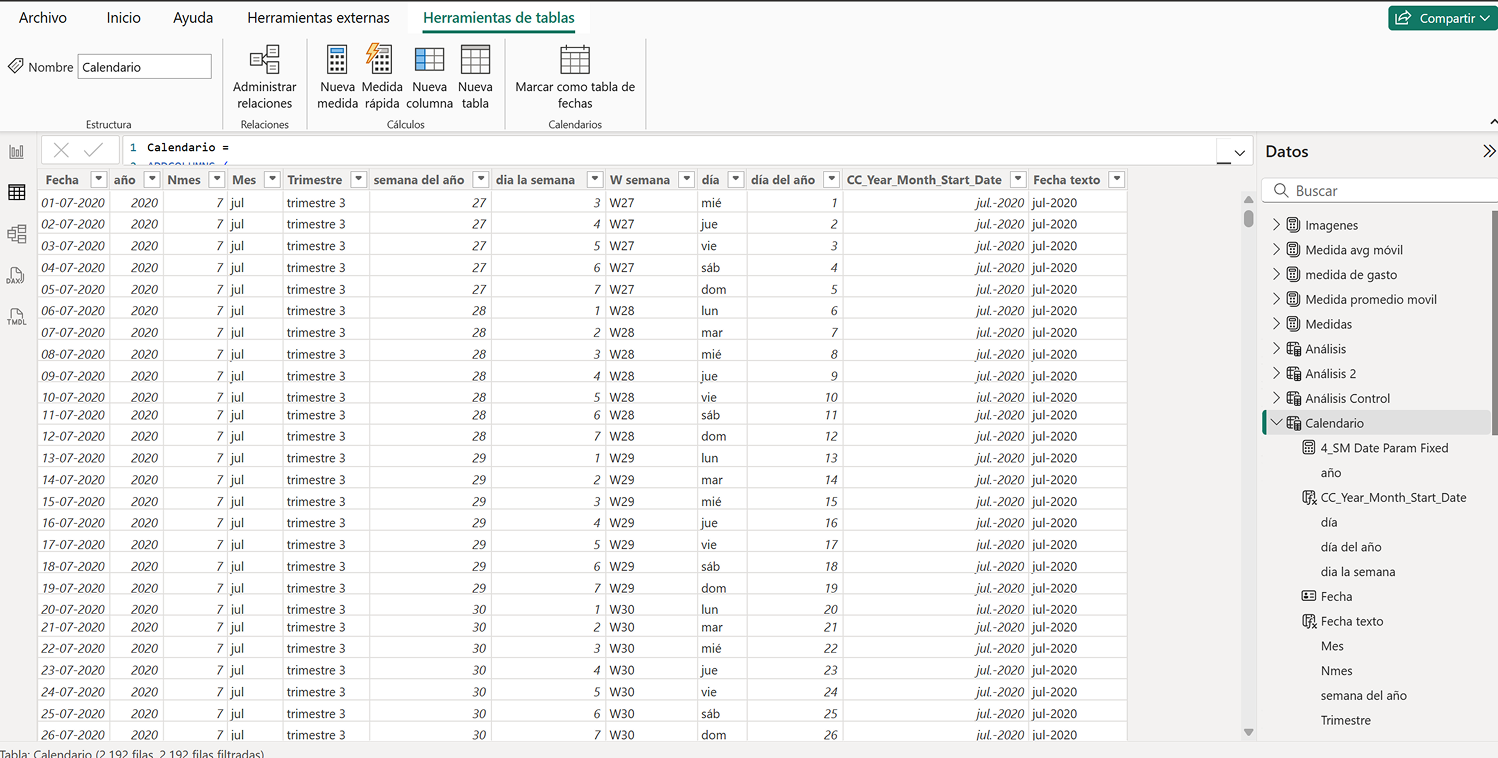 Archivo Inicio Ayuda Herramientas externas Herramientas de tablas Compartir
Nombre Calendario
Administrar relaciones
Nueva medida
Medida rápida
Nueva columna
Nueva tabla
Marcar como tabla de fechas
Estructura Relaciones Cálculos Calendarios
1 Calendario =
Fecha año Nmes Mes Trimestre semana del año dia la semana W semana día día del año CC_Year_Month_Start_Date Fecha texto
01-07-2020 2020 7 jul trimestre 3 27 3 W27 mié 1 jul.-2020 jul-2020
02-07-2020 2020 7 jul trimestre 3 27 4 W27 jue 2 jul.-2020 jul-2020
03-07-2020 2020 7 jul trimestre 3 27 5 W27 vie 3 jul.-2020 jul-2020
04-07-2020 2020 7 jul trimestre 3 27 6 W27 sáb 4 jul.-2020 jul-2020
05-07-2020 2020 7 jul trimestre 3 27 7 W27 dom 5 jul.-2020 jul-2020
06-07-2020 2020 7 jul trimestre 3 28 1 W28 lun 6 jul.-2020 jul-2020
07-07-2020 2020 7 jul trimestre 3 28 2 W28 mar 7 jul.-2020 jul-2020
08-07-2020 2020 7 jul trimestre 3 28 3 W28 mié 8 jul.-2020 jul-2020
09-07-2020 2020 7 jul trimestre 3 28 4 W28 jue 9 jul.-2020 jul-2020
10-07-2020 2020 7 jul trimestre 3 28 5 W28 vie 10 jul.-2020 jul-2020
11-07-2020 2020 7 jul trimestre 3 28 6 W28 sáb 11 jul.-2020 jul-2020
12-07-2020 2020 7 jul trimestre 3 28 7 W28 dom 12 jul.-2020 jul-2020
13-07-2020 2020 7 jul trimestre 3 29 1 W29 lun 13 jul.-2020 jul-2020
14-07-2020 2020 7 jul trimestre 3 29 2 W29 mar 14 jul.-2020 jul-2020
15-07-2020 2020 7 jul trimestre 3 29 3 W29 mié 15 jul.-2020 jul-2020
16-07-2020 2020 7 jul trimestre 3 29 4 W29 jue 16 jul.-2020 jul-2020
17-07-2020 2020 7 jul trimestre 3 29 5 W29 vie 17 jul.-2020 jul-2020
18-07-2020 2020 7 jul trimestre 3 29 6 W29 sáb 18 jul.-2020 jul-2020
19-07-2020 2020 7 jul trimestre 3 29 7 W29 dom 19 jul.-2020 jul-2020
20-07-2020 2020 7 jul trimestre 3 30 1 W30 lun 20 jul.-2020 jul-2020
21-07-2020 2020 7 jul trimestre 3 30 2 W30 mar 21 jul.-2020 jul-2020
22-07-2020 2020 7 jul trimestre 3 30 3 W30 mié 22 jul.-2020 jul-2020
23-07-2020 2020 7 jul trimestre 3 30 4 W30 jue 23 jul.-2020 jul-2020
24-07-2020 2020 7 jul trimestre 3 30 5 W30 vie 24 jul.-2020 jul-2020
25-07-2020 2020 7 jul trimestre 3 30 6 W30 sáb 25 jul.-2020 jul-2020
26-07-2020 2020 7 jul trimestre 3 30 7 W30 dom 26 jul.-2020 jul-2020
DAX
TMDL
Tabla: Calendario (2.192 filas, 2.192 filas filtradas)
Datos
Buscar
Imagenes
Medida avg móvil
medida de gasto
Medida promedio movil
Medidas
Análisis
Análisis 2
Análisis Control
Calendario
4_SM Date Param Fixed
año
CC_Year_Month_Start_Date
día
día del año
dia la semana
Fecha
Fecha texto
Mes
Nmes
semana del año
Trimestre